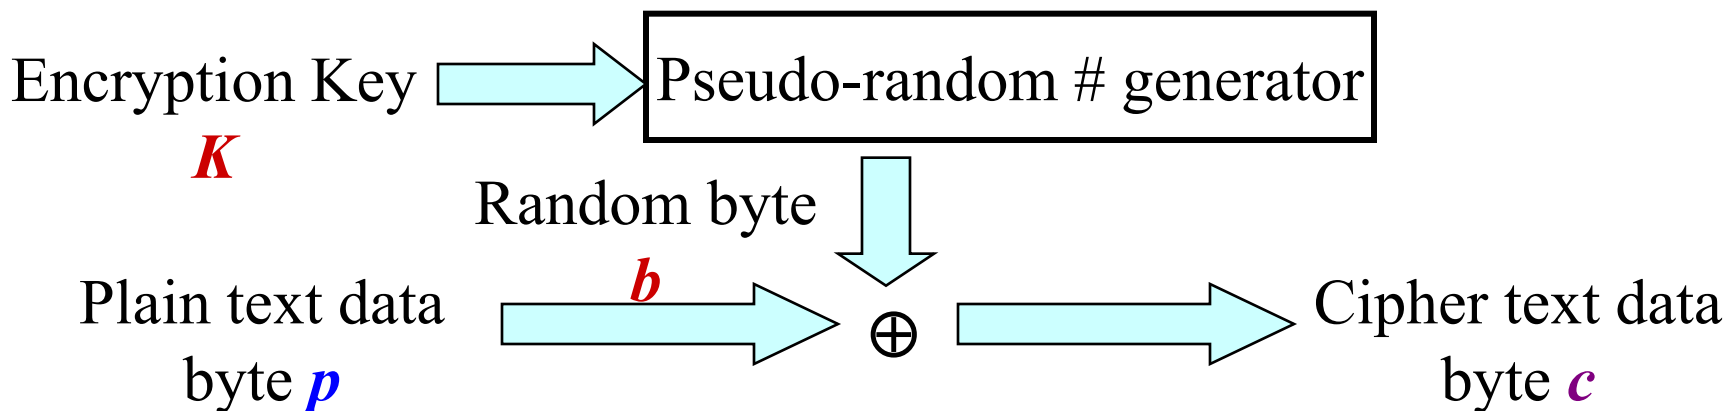 Encryption Key
K
Pseudo-random # generator
Random byte
b
Plain text data
byte p
⊕
Cipher text data
byte c